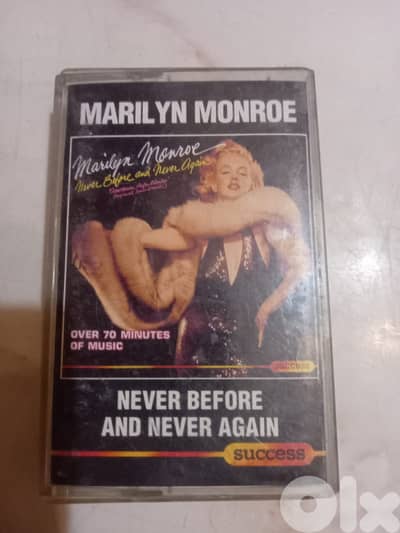 MARILYN MONROE
Marilyn Monroe
Never Before and Never Again
OVER 70 MINUTES
OF MUSIC
success
NEVER BEFORE
AND NEVER AGAIN
success
olx